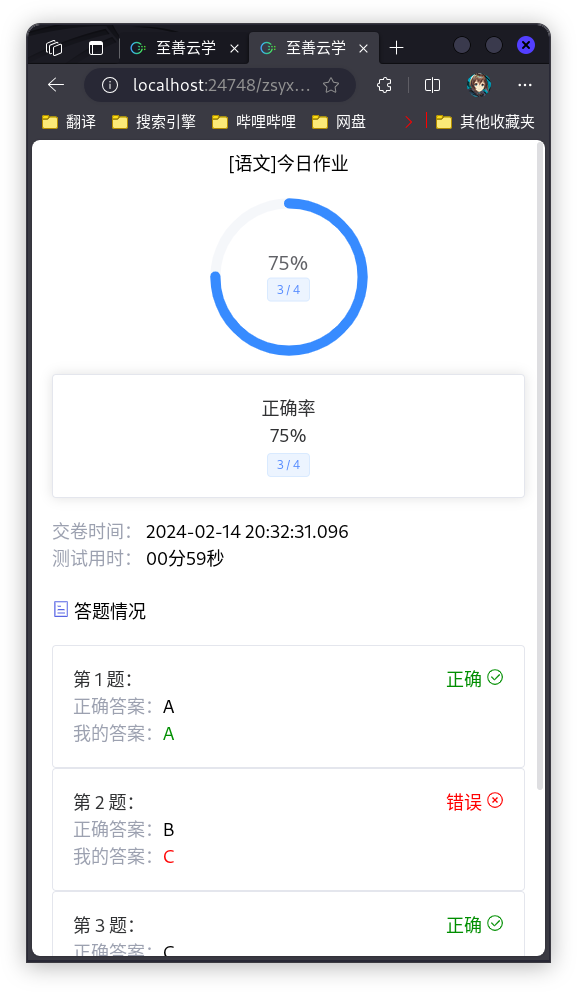 至善云学
至善云学
localhost:24748/zsyx...
翻译 搜索引擎 哔哩哔哩 网盘 其他收藏夹
[语文]今日作业
75%
3 / 4
正确率
75%
3 / 4
交卷时间： 2024-02-14 20:32:31.096
测试用时： 00分59秒
答题情况
第 1 题： 正确
正确答案：A
我的答案：A
第 2 题： 错误
正确答案：B
我的答案：C
第 3 题： 正确
正确答案：C